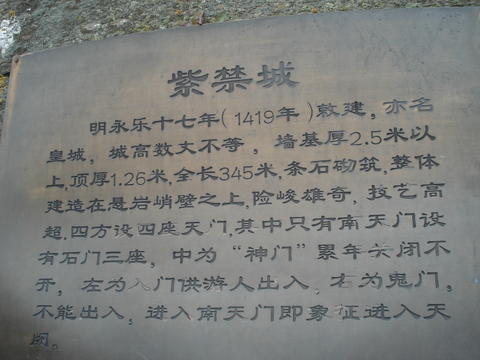 紫禁城
明永乐十七年(1419年)敕建。亦名
皇城，城高数丈不等，墙基厚2.5米以
上,顶厚1.26米,全长345米,条石砌筑,整体
建造在悬岩峭壁之上,险峻雄奇，技艺高
超.四方设四座天门,其中只有南天门设
有石门三座，中为“神门”累年关闭不
开，左为人门供游人出入，右为鬼门，
不能出入，进入南天门即象征进入天
阙。